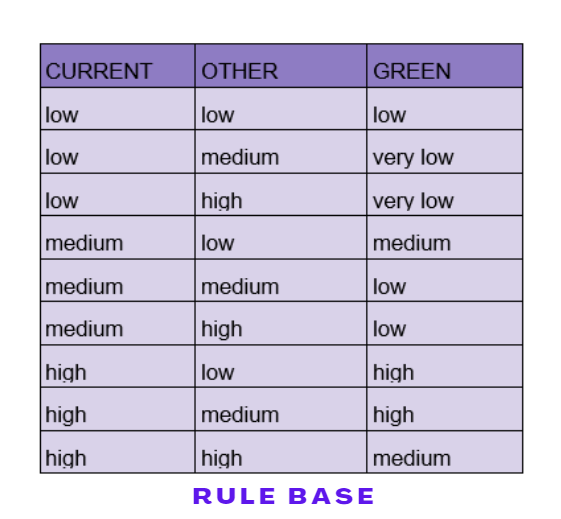 CURRENT OTHER GREEN
low low low
low medium very low
low high very low
medium low medium
medium medium low
medium high low
high low high
high medium high
high high medium
RULE BASE